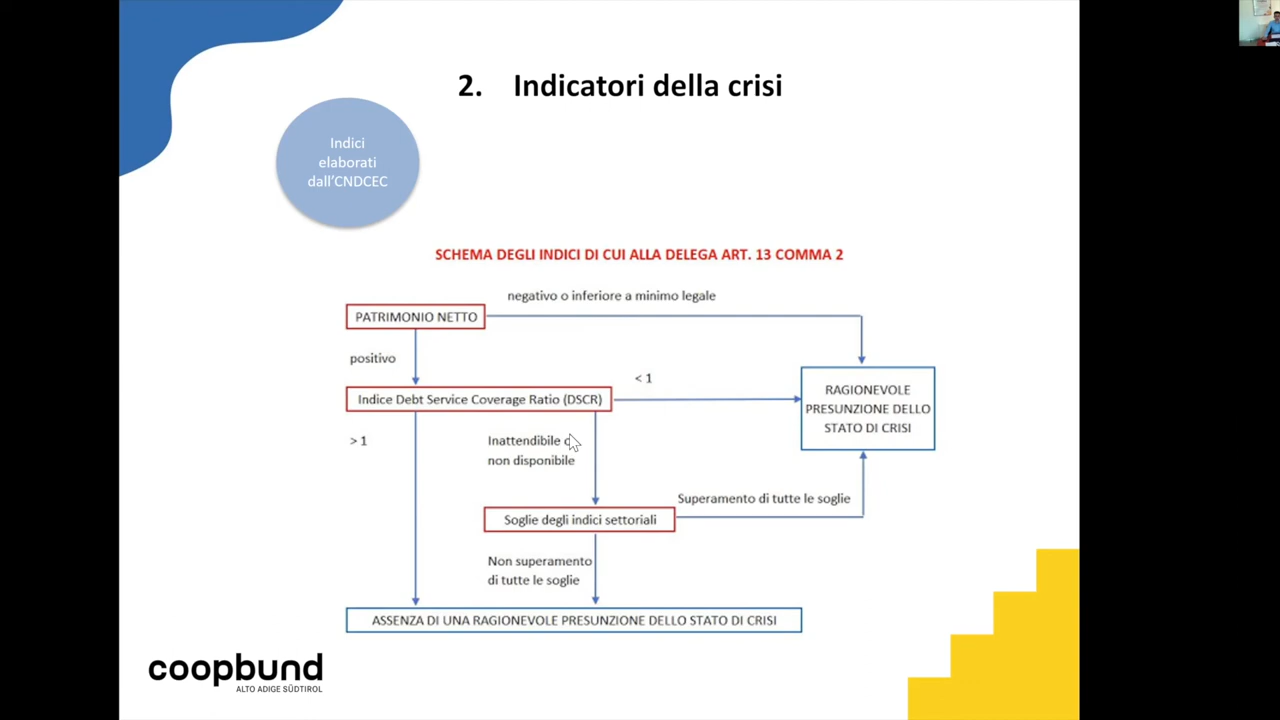 2. Indicatori della crisi
Indici
elaborati
dall'CNDCEC
SCHEMA DEGLI INDICI DI CUI ALLA DELEGA ART. 13 COMMA 2
negativo o inferiore a minimo legale
PATRIMONIO NETTO
positivo
< 1
Indice Debt Service Coverage Ratio (DSCR)
RAGIONEVOLE
PRESUNZIONE DELLO
STATO DI CRISI
> 1
Inattendibile o
non disponibile
Superamento di tutte le soglie
Soglie degli indici settoriali
Non superamento
di tutte le soglie
ASSENZA DI UNA RAGIONEVOLE PRESUNZIONE DELLO STATO DI CRISI
coopbund
ALTO ADIGE SÜDTIROL